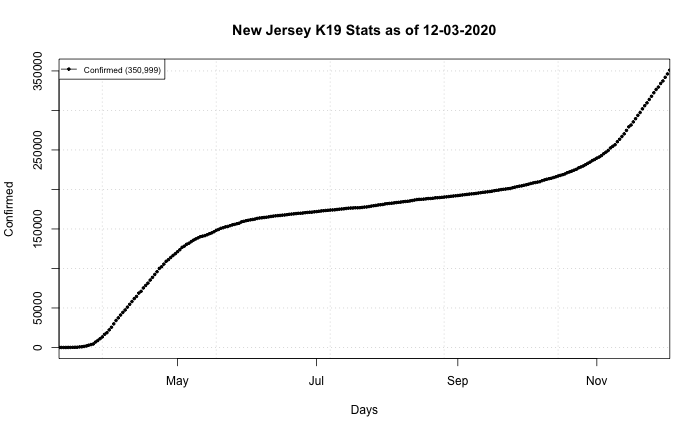 New Jersey K19 Stats as of 12-03-2020
Confirmed (350,999)
350000
250000
150000
50000
0
Confirmed
May Jul Sep Nov
Days